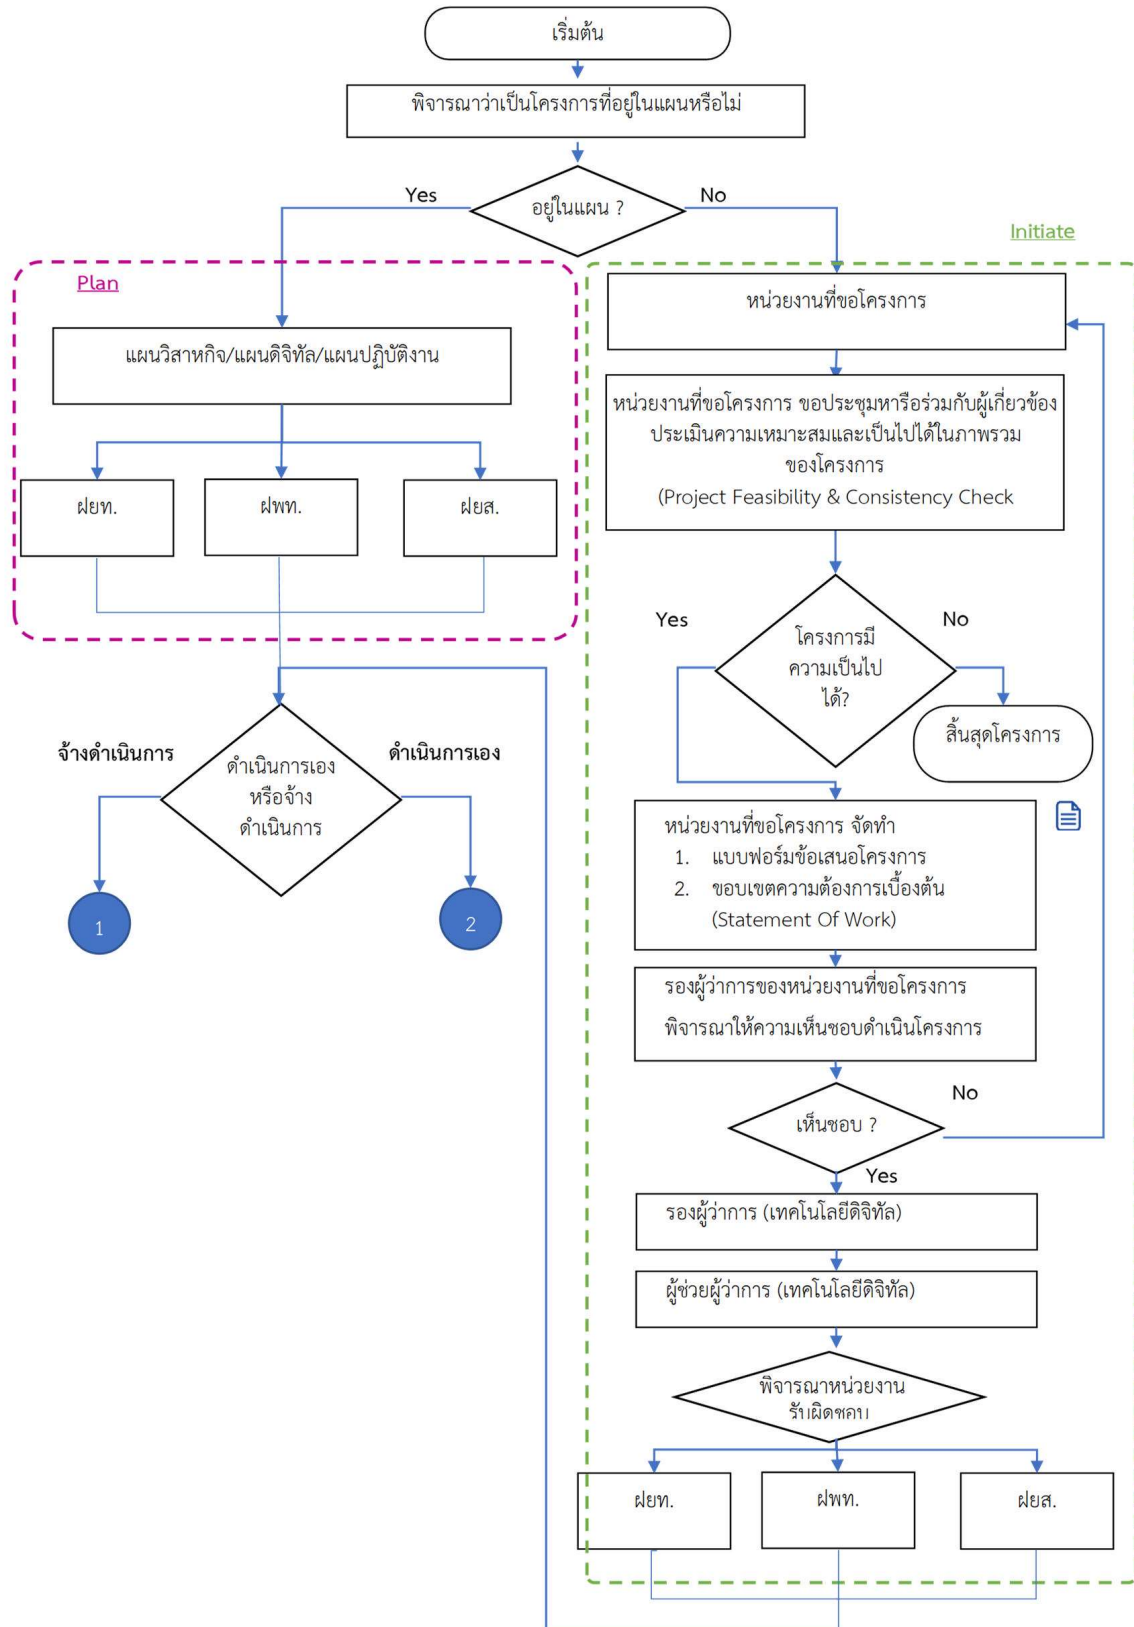 เริ่มต้น
พิจารณาว่าเป็นโครงการที่อยู่ในแผนหรือไม่
อยู่ในแผน ?
Yes
No
Plan
แผนวิสาหกิจ/แผนดิจิทัล/แผนปฏิบัติงาน
ฝยท.
ฝพท.
ฝยส.
จ้างดำเนินการ
ดำเนินการเอง
ดำเนินการเอง
หรือจ้าง
ดำเนินการ
1
2
Initiate
หน่วยงานที่ขอโครงการ
หน่วยงานที่ขอโครงการ ขอประชุมหารือร่วมกับผู้เกี่ยวข้อง
ประเมินความเหมาะสมและเป็นไปได้ในภาพรวม
ของโครงการ
(Project Feasibility & Consistency Check
Yes
No
โครงการมี
ความเป็นไป
ได้?
สิ้นสุดโครงการ
หน่วยงานที่ขอโครงการ จัดทำ
1. แบบฟอร์มข้อเสนอโครงการ
2. ขอบเขตความต้องการเบื้องต้น
(Statement Of Work)
รองผู้ว่าการของหน่วยงานที่ขอโครงการ
พิจารณาให้ความเห็นชอบดำเนินโครงการ
เห็นชอบ ?
No
Yes
รองผู้ว่าการ (เทคโนโลยีดิจิทัล)
ผู้ช่วยผู้ว่าการ (เทคโนโลยีดิจิทัล)
พิจารณาหน่วยงาน
รับผิดชอบ
ฝยท.
ฝพท.
ฝยส.